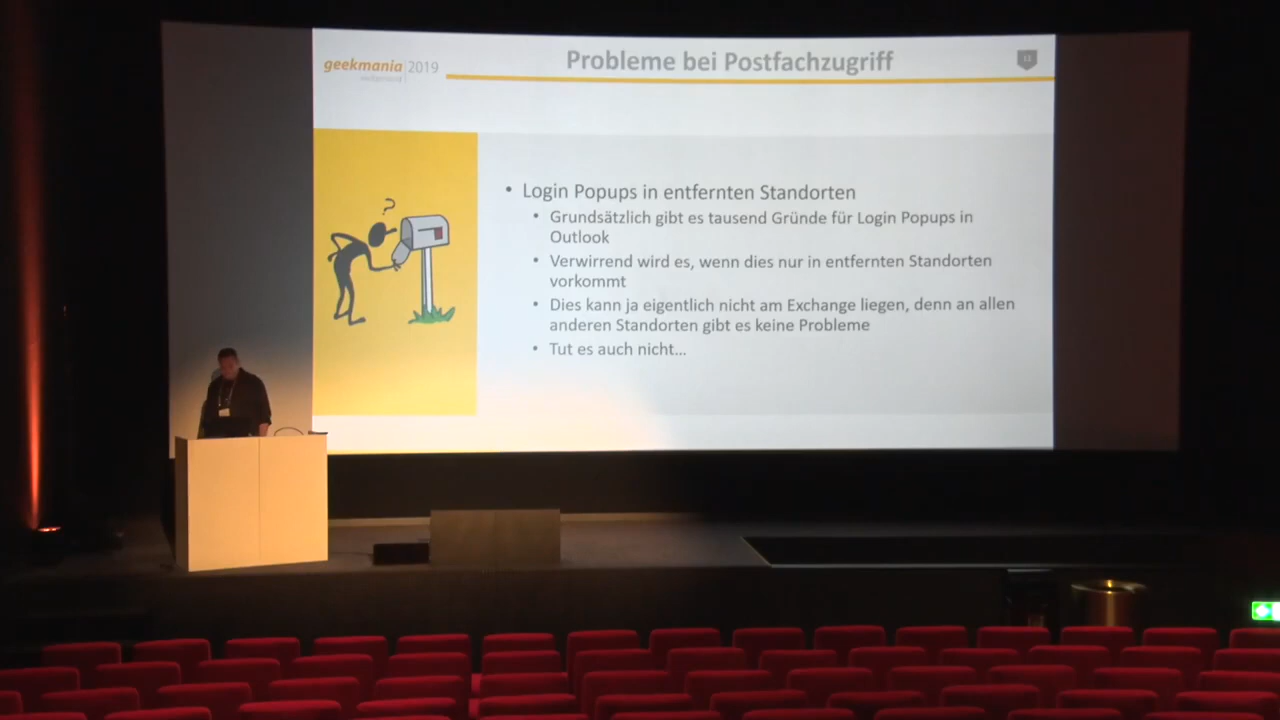 geekmania 2019
Probleme bei Postfachzugriff
• Login Popups in entfernten Standorten
• Grundsätzlich gibt es tausend Gründe für Login Popups in
Outlook
• Verwirrend wird es, wenn dies nur in entfernten Standorten
vorkommt
• Dies kann ja eigentlich nicht am Exchange liegen, denn an allen
anderen Standorten gibt es keine Probleme
• Tut es auch nicht...
?